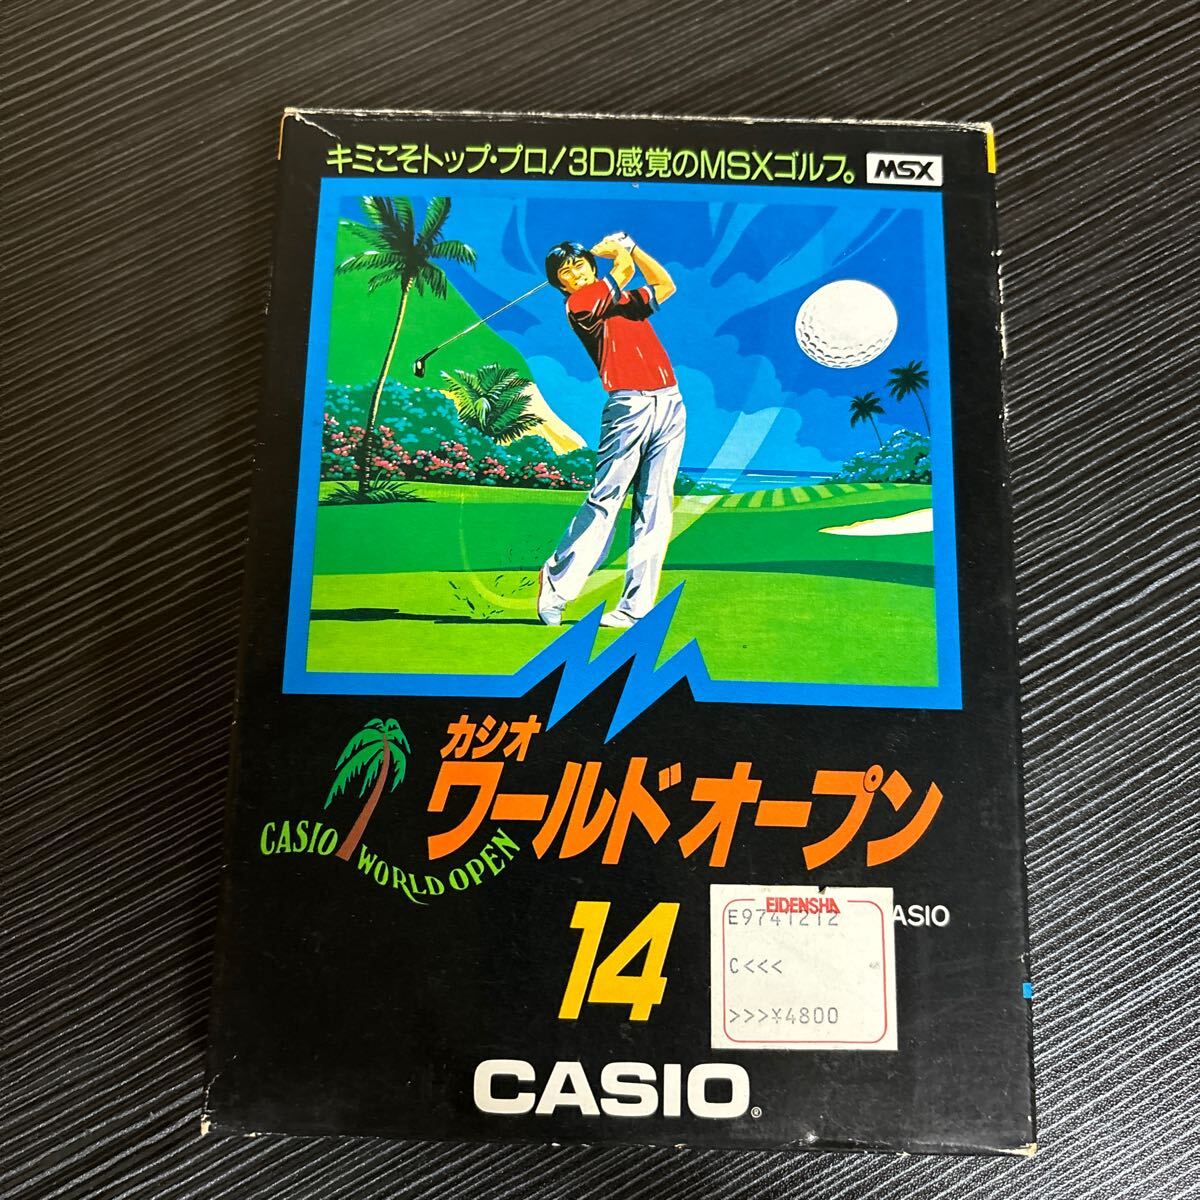 キミこそトップ・プロ!3D感覚のMSXゴルフ。
MSX
カシオ
ワールドオープン
CASIO WORLD OPEN
14
EIDENSHA
E9741212
C<<<
>>>¥4800
ASIO
CASIO®